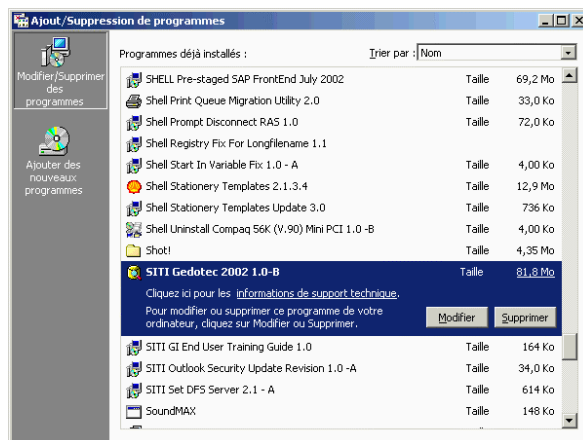 Ajout/Suppression de programmes
Modifier/Supprimer
des
programmes
Ajouter des
nouveaux
programmes
Programmes déjà installés :
Trier par :
Nom
SHELL Pre-staged SAP FrontEnd July 2002 Taille 69,2 Mo
Shell Print Queue Migration Utility 2.0 Taille 33,0 Ko
Shell Prompt Disconnect RAS 1.0 Taille 72,0 Ko
Shell Registry Fix For Longfilename 1.1
Shell Start In Variable Fix 1.0 - A Taille 4,00 Ko
Shell Stationery Templates 2.1.3.4 Taille 12,9 Mo
Shell Stationery Templates Update 3.0 Taille 736 Ko
Shell Uninstall Compaq 56K (V.90) Mini PCI 1.0 -B Taille 4,00 Ko
Shot! Taille 4,35 Mo
SITI Gedotec 2002 1.0-B Taille 81,8 Mo
Cliquez ici pour les informations de support technique.
Pour modifier ou supprimer ce programme de votre
ordinateur, cliquez sur Modifier ou Supprimer.
Modifier
Supprimer
SITI GI End User Training Guide 1.0 Taille 164 Ko
SITI Outlook Security Update Revision 1.0 -A Taille 34,0 Ko
SITI Set DFS Server 2.1 - A Taille 614 Ko
SoundMAX Taille 148 Ko